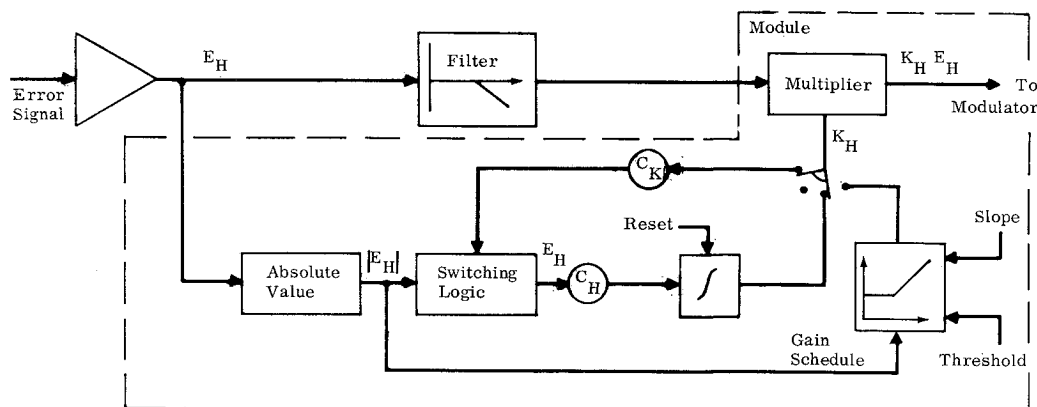 Module
E_H
Filter
Error
Signal
Multiplier
K_H E_H
To
Modulator
K_H
C_K
Reset
Slope
Absolute
Value
|E_H|
Switching
Logic
E_H
C_H
∫
Gain
Schedule
Threshold